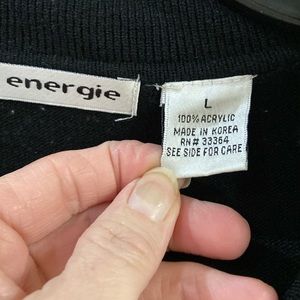 energie
L
100% ACRYLIC
MADE IN KOREA
RN# 33364
SEE SIDE FOR CARE